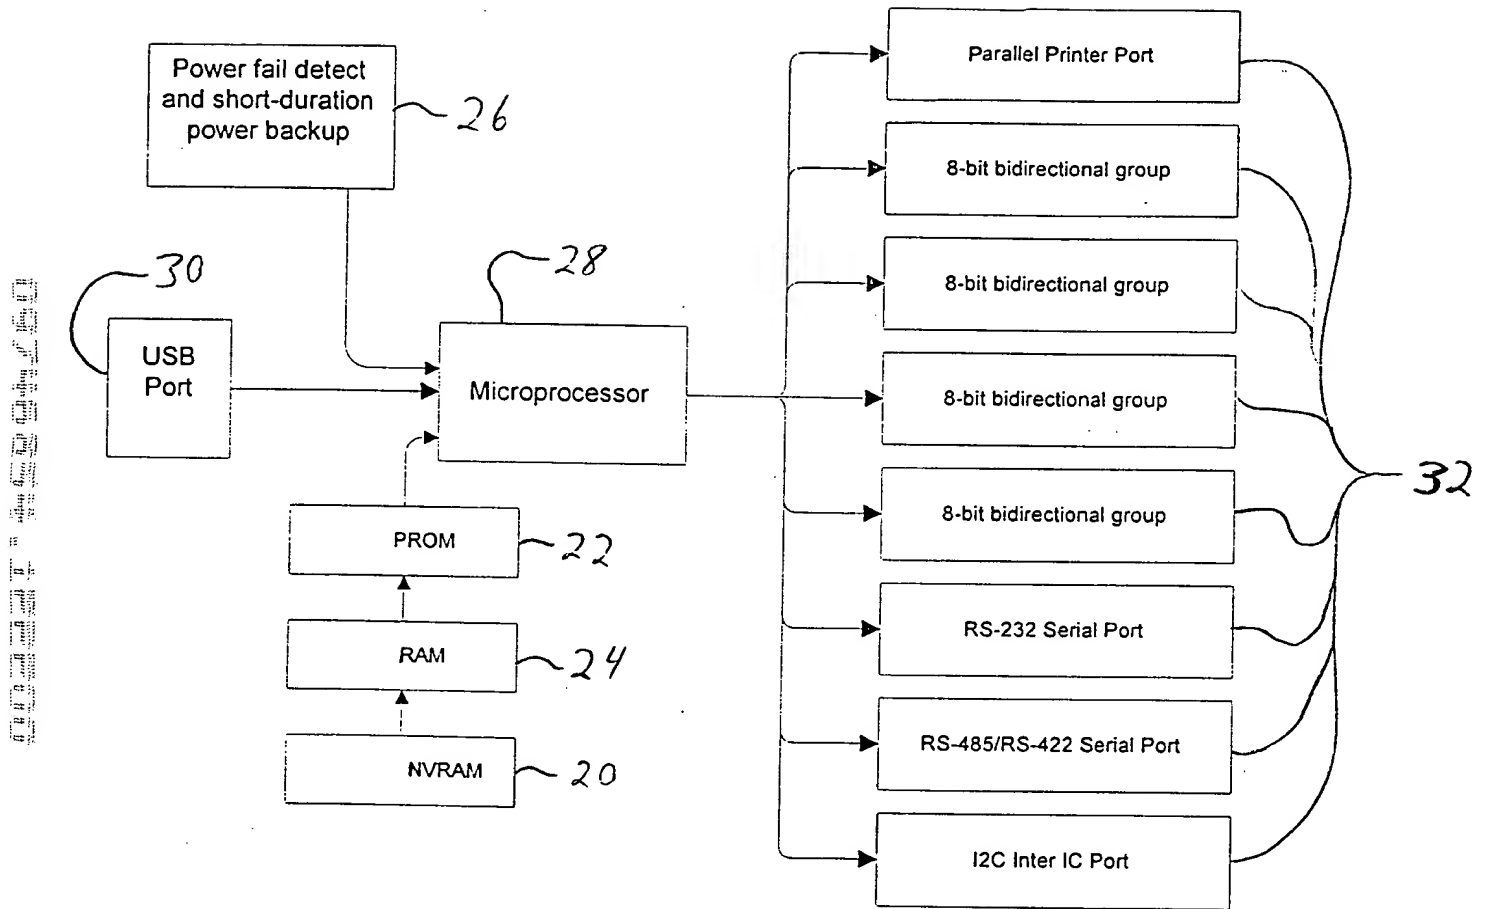 Power fail detect
and short-duration
power backup
26
30
USB
Port
28
Microprocessor
PROM
22
RAM
24
NVRAM
20
Parallel Printer Port
8-bit bidirectional group
8-bit bidirectional group
8-bit bidirectional group
8-bit bidirectional group
RS-232 Serial Port
RS-485/RS-422 Serial Port
I2C Inter IC Port
32